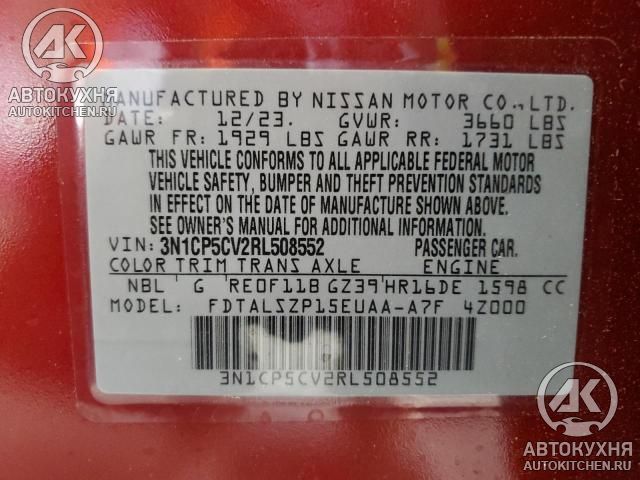 AK
АВТОКУХНЯ
AUTOKITCHEN.RU
MANUFACTURED BY NISSAN MOTOR CO.,LTD.
DATE: 12/23. GVWR: 3660 LBS
GAWR FR: 1929 LBS GAWR RR: 1731 LBS
THIS VEHICLE CONFORMS TO ALL APPLICABLE FEDERAL MOTOR
VEHICLE SAFETY, BUMPER AND THEFT PREVENTION STANDARDS
IN EFFECT ON THE DATE OF MANUFACTURE SHOWN ABOVE.
SEE OWNER'S MANUAL FOR ADDITIONAL INFORMATION.
VIN: 3N1CP5CV2RL508552 PASSENGER CAR.
COLOR TRIM TRANS AXLE ENGINE
NBL G RE0F11B GZ39 HR16DE 1598 CC
MODEL: FDTALSZP15EUAA-A7F 4Z000
3N1CP5CV2RL508552
AK
АВТОКУХНЯ
AUTOKITCHEN.RU